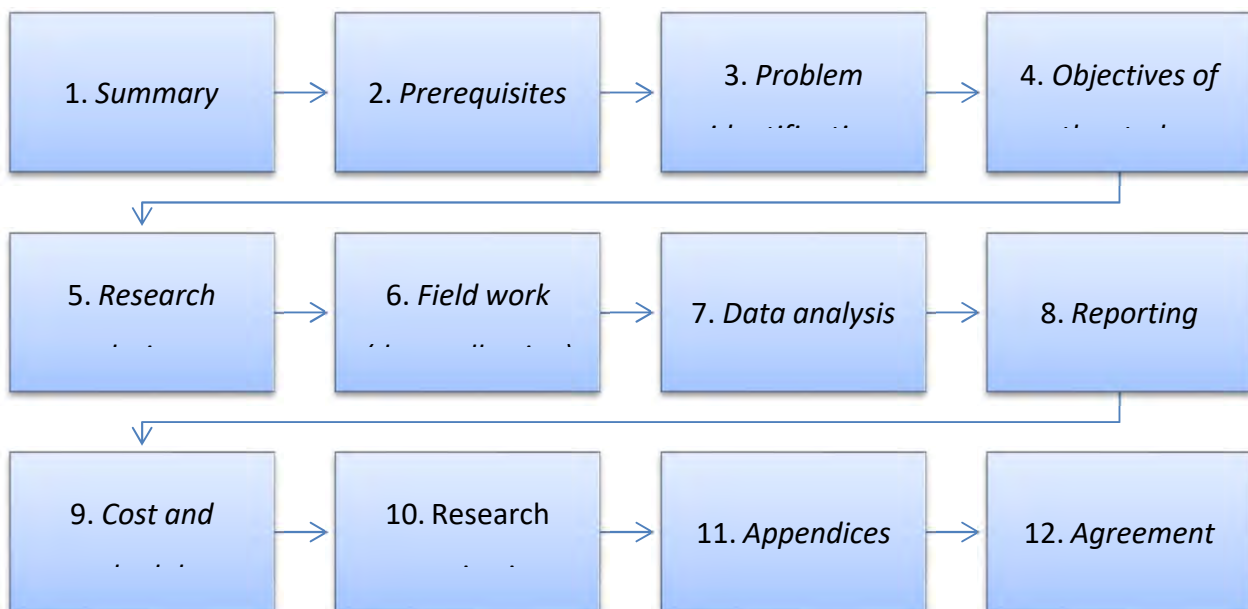 1. Summary
2. Prerequisites
3. Problem
4. Objectives of
5. Research
6. Field work
7. Data analysis
8. Reporting
9. Cost and
10. Research
11. Appendices
12. Agreement